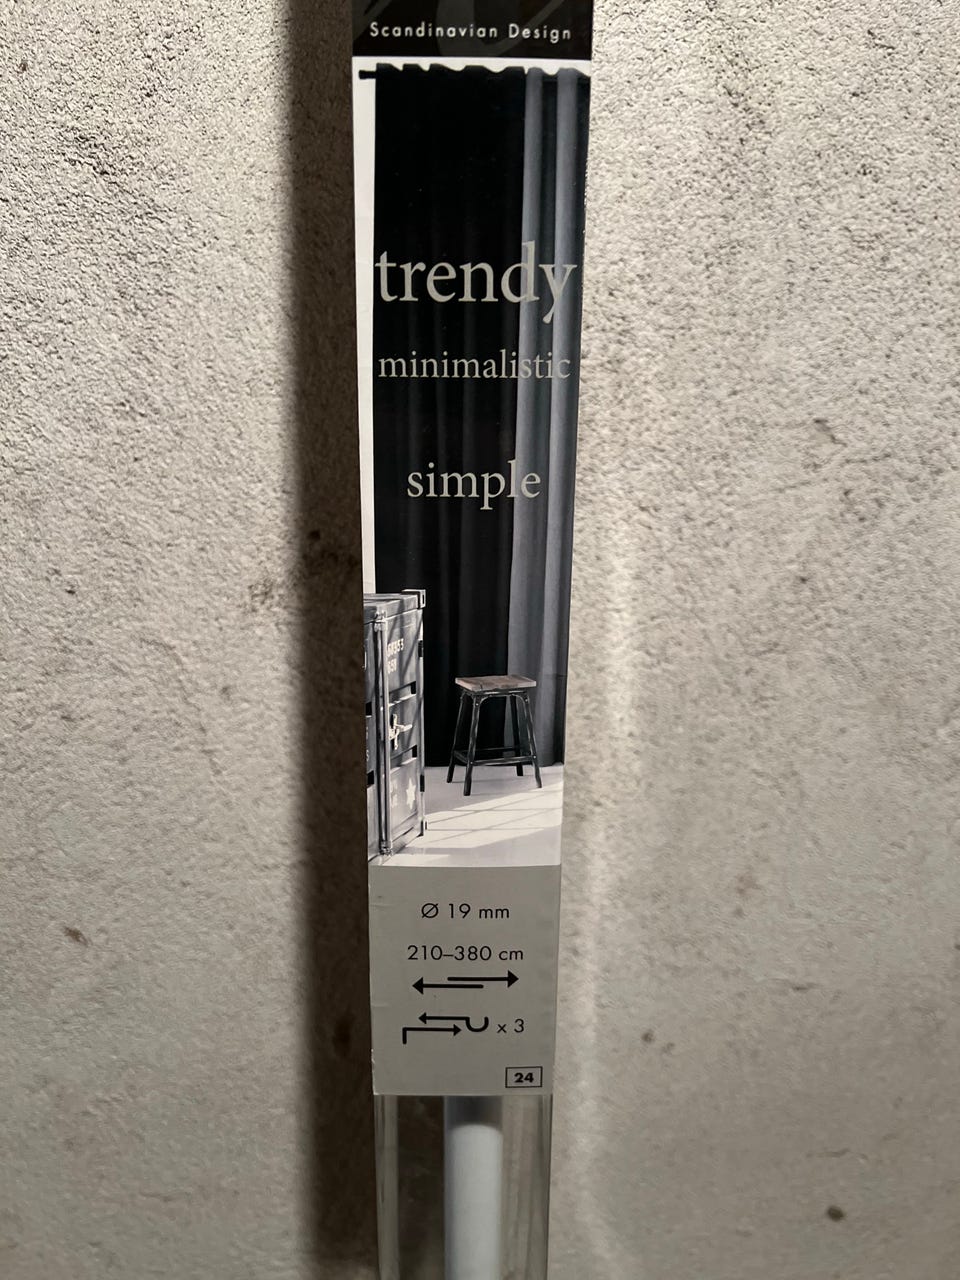 Scandinavian Design
trendy
minimalistic
simple
Ø 19 mm
210–380 cm
x 3
24